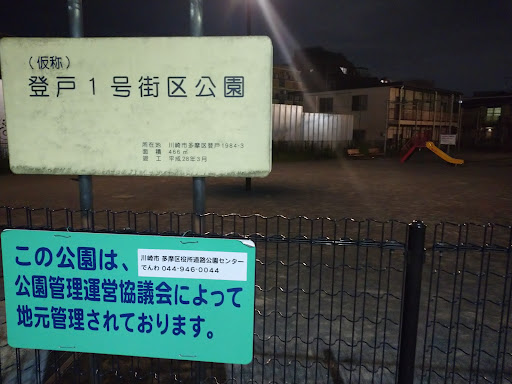 (仮称)
登戸1号街区公園
所在地 川崎市多摩区登戸1984-3
面積 466㎡
竣工 平成28年3月
この公園は、
川崎市 多摩区役所道路公園センター
でんわ 044-946-0044
公園管理運営協議会によって
地元管理されております。